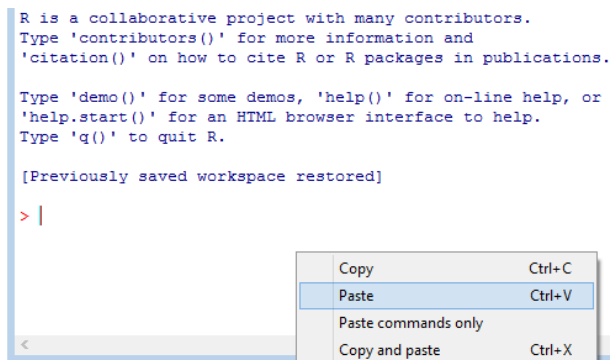 R is a collaborative project with many contributors.
Type 'contributors()' for more information and
'citation()' on how to cite R or R packages in publications.
Type 'demo()' for some demos, 'help()' for on-line help, or
'help.start()' for an HTML browser interface to help.
Type 'q()' to quit R.
[Previously saved workspace restored]
>
Copy Ctrl+C
Paste Ctrl+V
Paste commands only
Copy and paste Ctrl+X